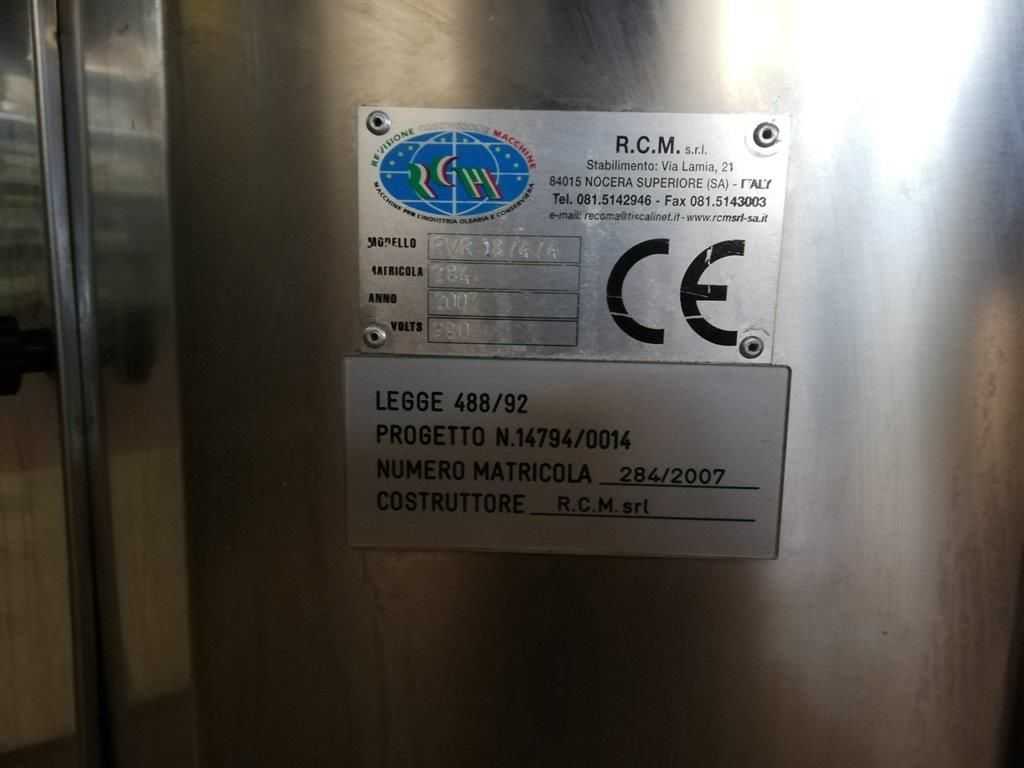 REVISIONE COSTRUZIONE MACCHINE
RCM
MACCHINE PER L'INDUSTRIA OLEARIA E CONSERVIERA
R.C.M. s.r.l.
Stabilimento: Via Lamia, 21
84015 NOCERA SUPERIORE (SA) - ITALY
Tel. 081.5142946 - Fax 081.5143003
e-mail: recoma@tiscalinet.it - www.rcmsrl-sa.it
MODELLO
MATRICOLA
ANNO
VOLTS
CE
LEGGE 488/92
PROGETTO N.14794/0014
NUMERO MATRICOLA 284/2007
COSTRUTTORE R.C.M. srl